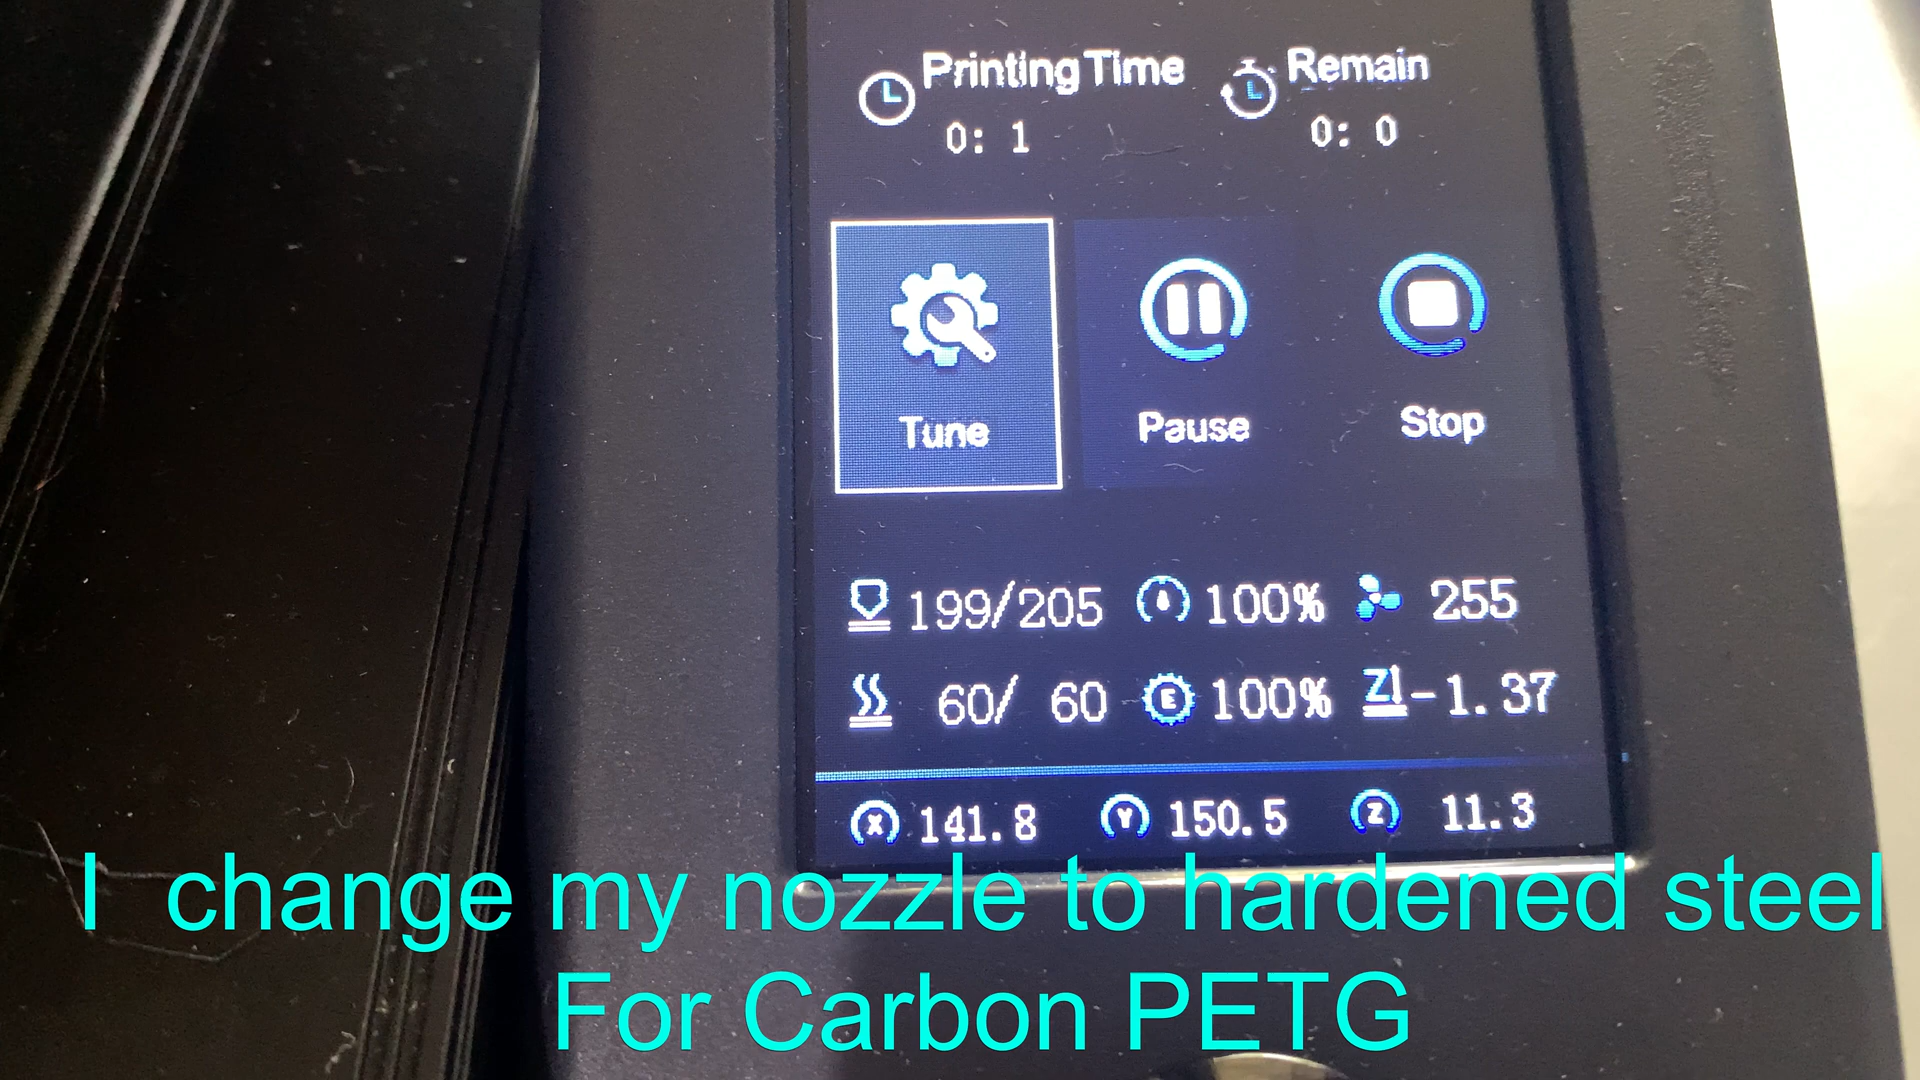 Printing Time Remain
0: 1 0: 0
Tune Pause Stop
199/205 100% 255
60/ 60 E 100% Z -1.37
X 141.8 Y 150.5 Z 11.3
I change my nozzle to hardened steel
For Carbon PETG